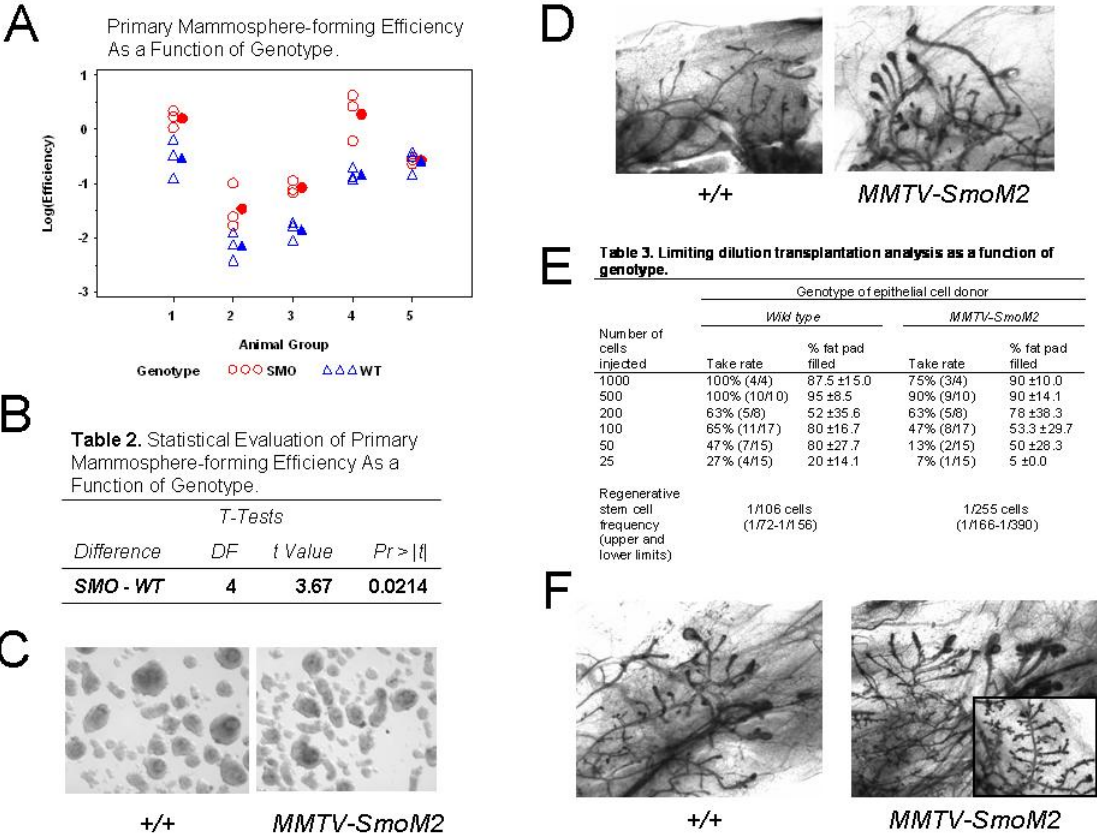 A
Primary Mammosphere-forming Efficiency
As a Function of Genotype.
Log(Efficiency)
1
0
-1
-2
-3
1 2 3 4 5
Animal Group
Genotype SMO WT
B
Table 2. Statistical Evaluation of Primary
Mammosphere-forming Efficiency As a
Function of Genotype.
T-Tests
Difference DF t Value Pr > |t|
SMO - WT 4 3.67 0.0214
C
+/+ MMTV-SmoM2
D
+/+ MMTV-SmoM2
E
Table 3. Limiting dilution transplantation analysis as a function of
genotype.
Genotype of epithelial cell donor
Wild type MMTV-SmoM2
Number of
cells
injected Take rate % fat pad filled Take rate % fat pad filled
1000 100% (4/4) 87.5 ±15.0 75% (3/4) 90 ±10.0
500 100% (10/10) 95 ±8.5 90% (9/10) 90 ±14.1
200 63% (5/8) 52 ±35.6 63% (5/8) 78 ±38.3
100 65% (11/17) 80 ±16.7 47% (8/17) 53.3 ±29.7
50 47% (7/15) 80 ±27.7 13% (2/15) 50 ±28.3
25 27% (4/15) 20 ±14.1 7% (1/15) 5 ±0.0
Regenerative
stem cell 1/106 cells 1/255 cells
frequency (1/72-1/156) (1/166-1/390)
(upper and
lower limits)
F
+/+ MMTV-SmoM2